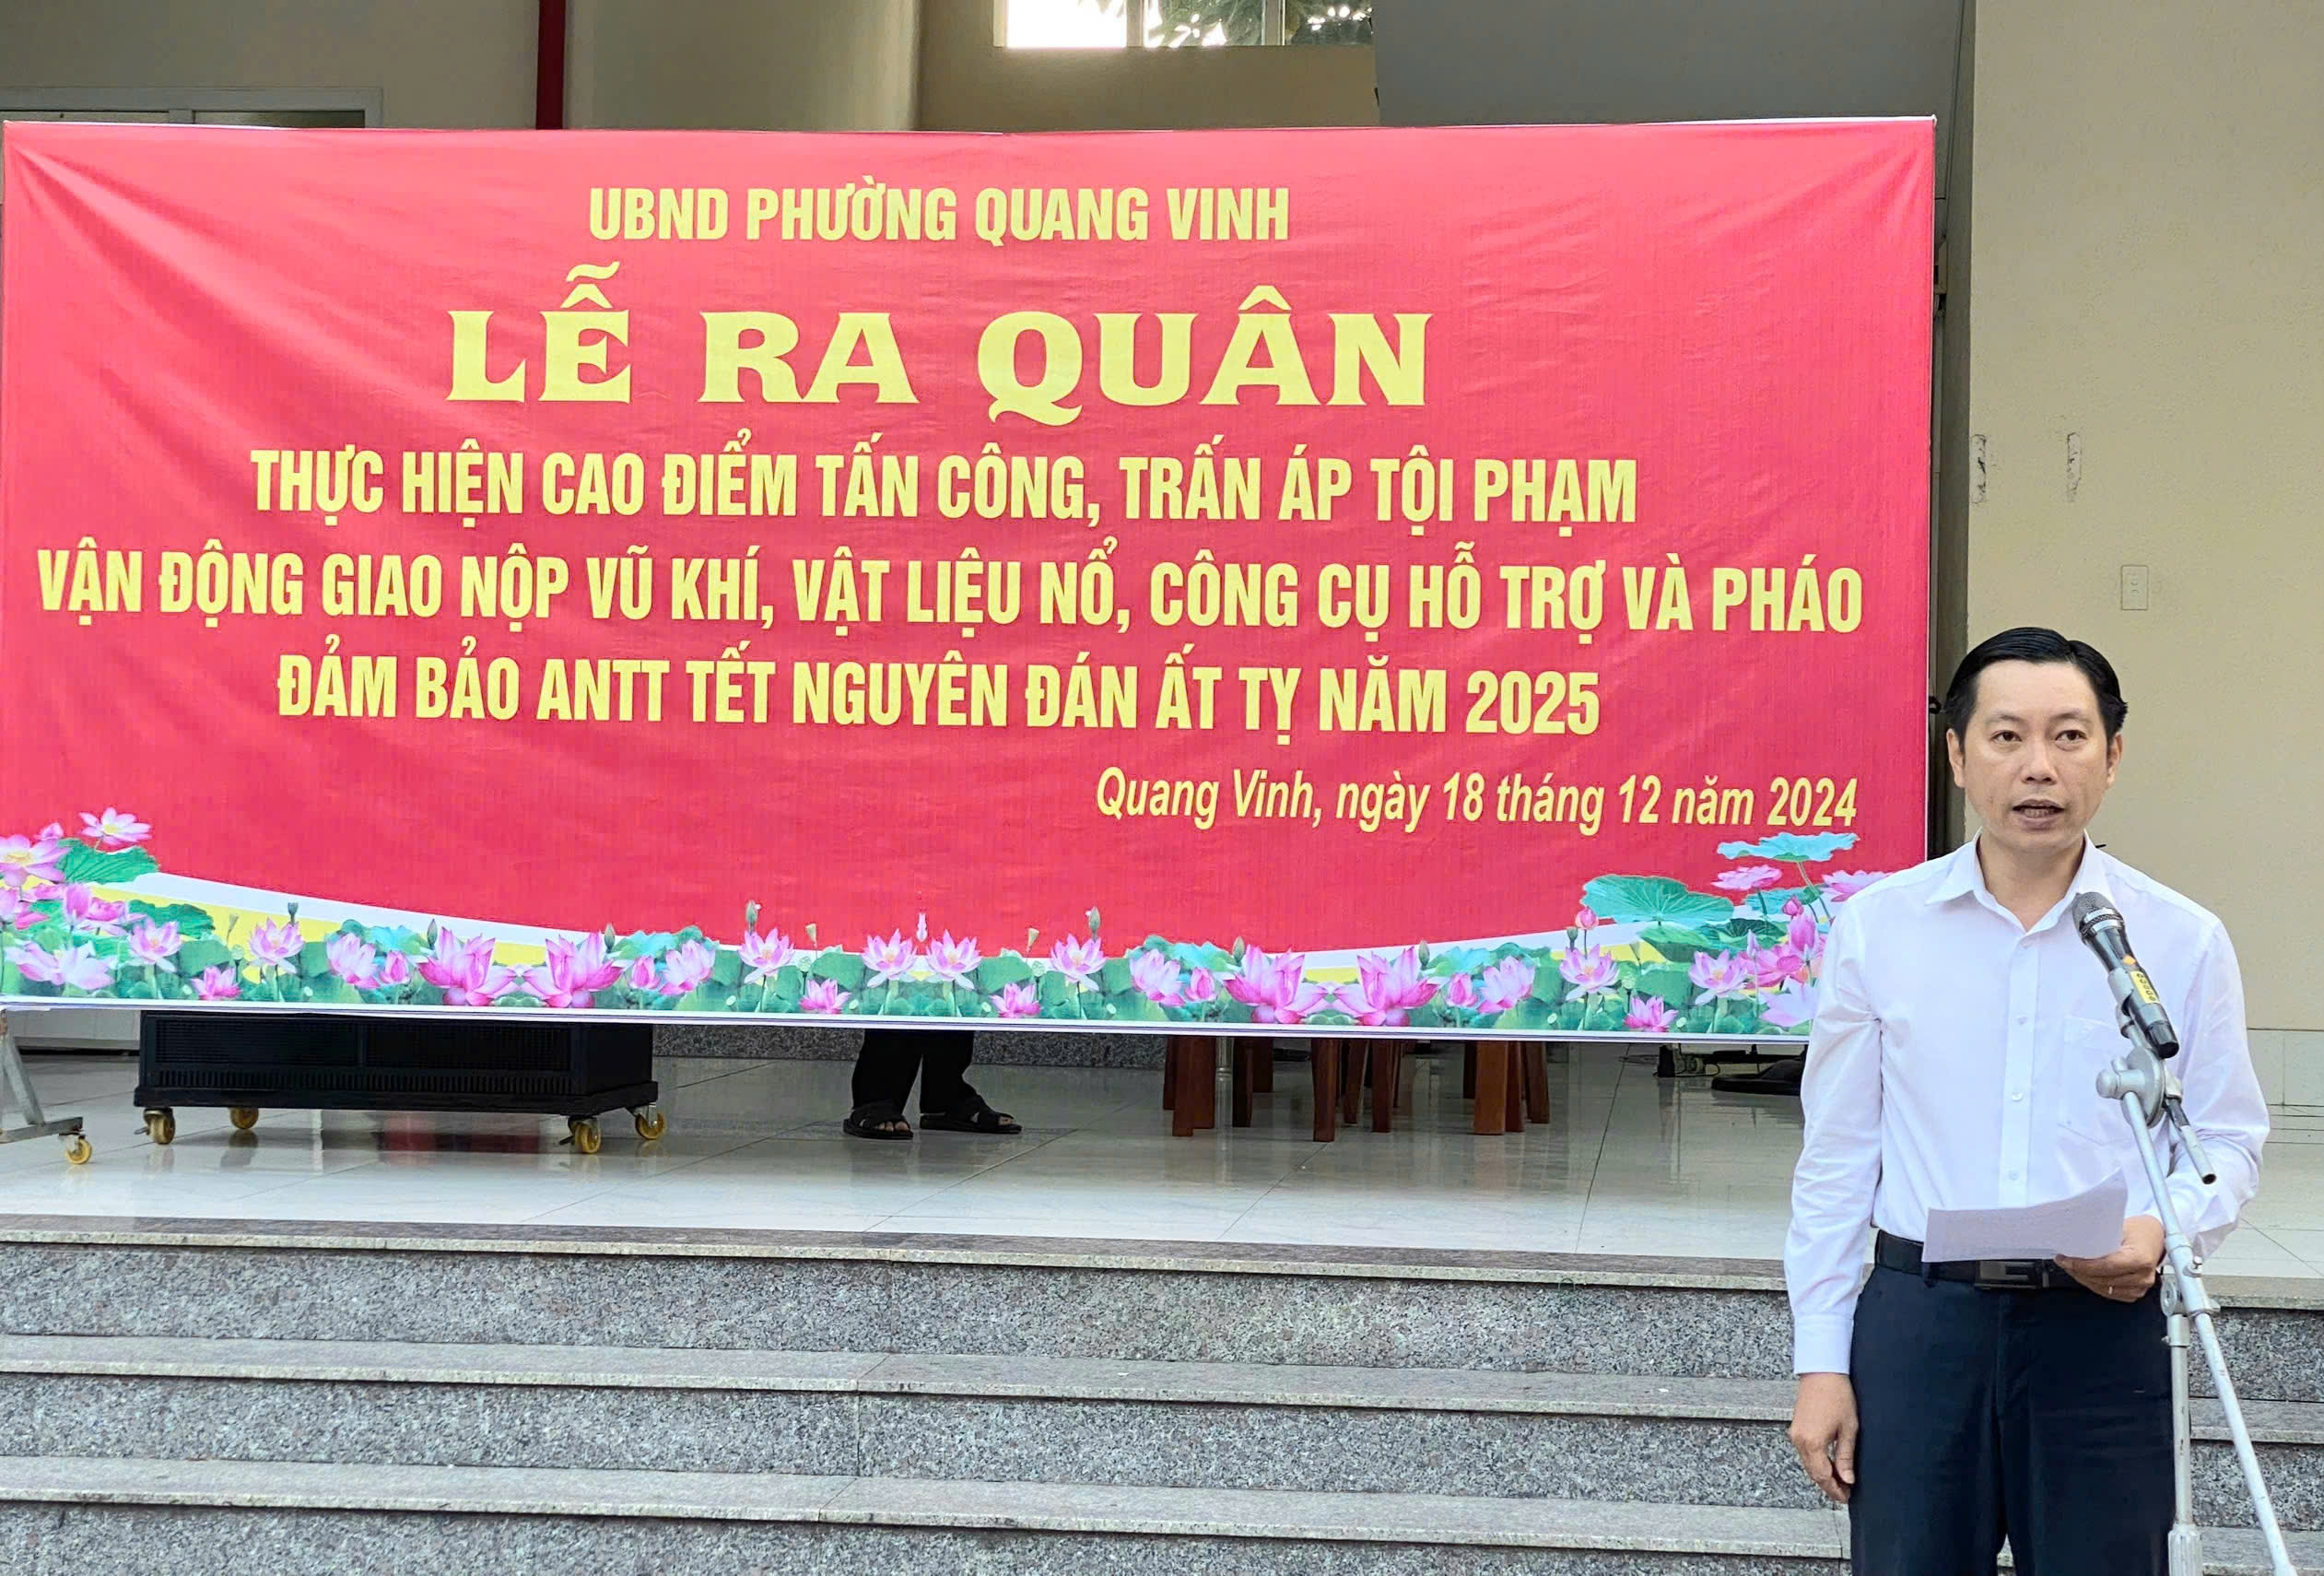 UBND PHƯỜNG QUANG VINH
LỄ RA QUÂN
THỰC HIỆN CAO ĐIỂM TẤN CÔNG, TRẤN ÁP TỘI PHẠM
VẬN ĐỘNG GIAO NỘP VŨ KHÍ, VẬT LIỆU NỔ, CÔNG CỤ HỖ TRỢ VÀ PHÁO
ĐẢM BẢO ANTT TẾT NGUYÊN ĐÁN ẤT TỴ NĂM 2025
Quang Vinh, ngày 18 tháng 12 năm 2024